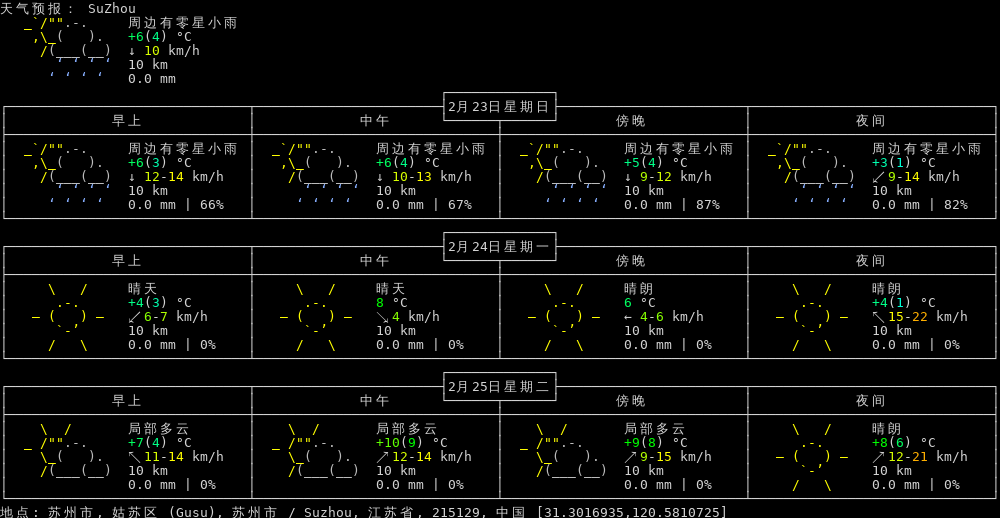 天气预报： SuZhou
周边有零星小雨
+6(4) °C
↓ 10 km/h
10 km
0.0 mm
2月23日星期日
早上 中午 傍晚 夜间
周边有零星小雨 周边有零星小雨 周边有零星小雨 周边有零星小雨
+6(3) °C +6(4) °C +5(4) °C +3(1) °C
↓ 12-14 km/h ↓ 10-13 km/h ↓ 9-12 km/h ↙ 9-14 km/h
10 km 10 km 10 km 10 km
0.0 mm | 66% 0.0 mm | 67% 0.0 mm | 87% 0.0 mm | 82%
2月24日星期一
早上 中午 傍晚 夜间
晴天 晴天 晴朗 晴朗
+4(3) °C 8 °C 6 °C +4(1) °C
↙ 6-7 km/h ↘ 4 km/h ← 4-6 km/h ↖ 15-22 km/h
10 km 10 km 10 km 10 km
0.0 mm | 0% 0.0 mm | 0% 0.0 mm | 0% 0.0 mm | 0%
2月25日星期二
早上 中午 傍晚 夜间
局部多云 局部多云 局部多云 晴朗
+7(4) °C +10(9) °C +9(8) °C +8(6) °C
↖ 11-14 km/h ↗ 12-14 km/h ↗ 9-15 km/h ↗ 12-21 km/h
10 km 10 km 10 km 10 km
0.0 mm | 0% 0.0 mm | 0% 0.0 mm | 0% 0.0 mm | 0%
地点: 苏州市, 姑苏区 (Gusu), 苏州市 / Suzhou, 江苏省, 215129, 中国 [31.3016935,120.5810725]